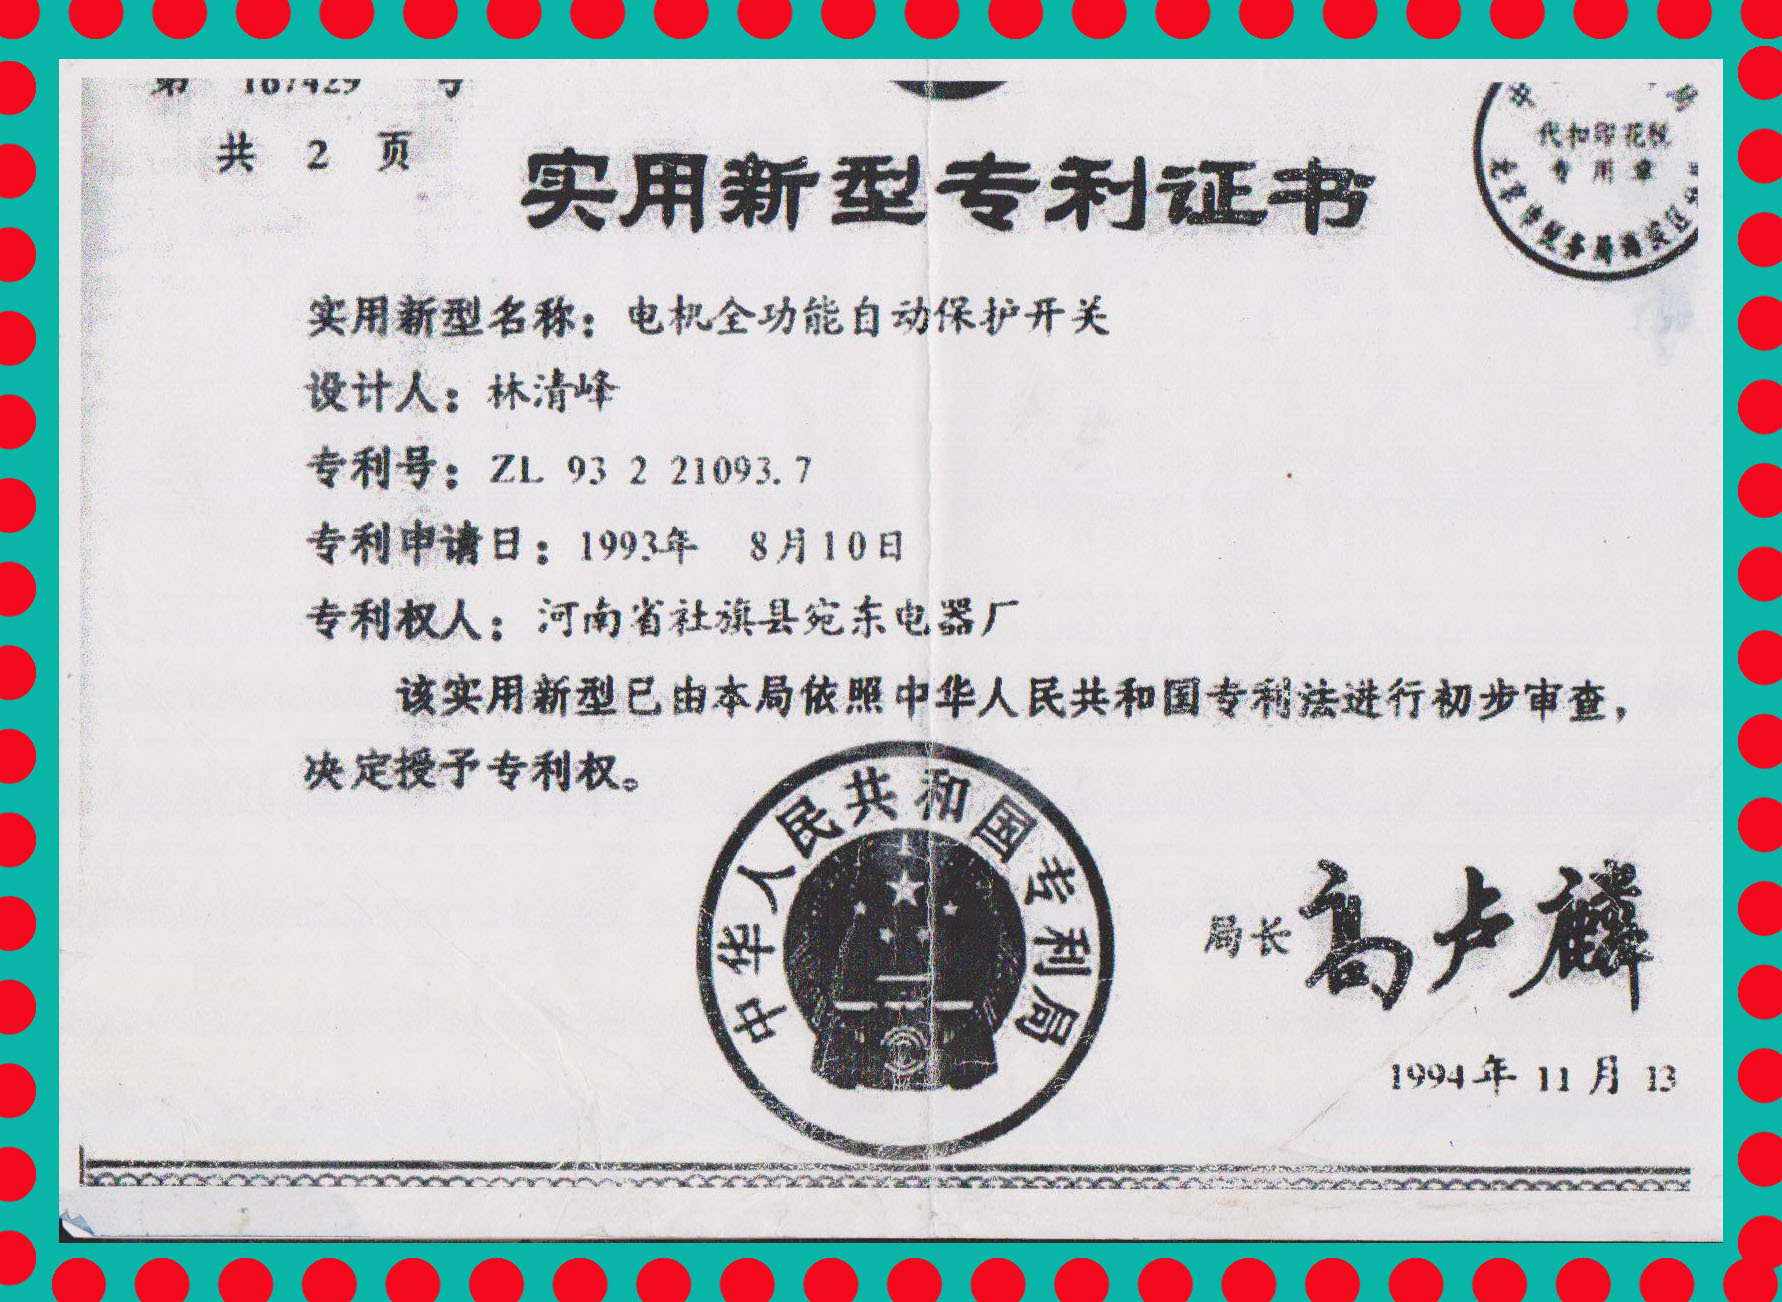 第 167429 号
共 2 页
代扣印花税
专用章
实用新型专利证书
实用新型名称：电机全功能自动保护开关
设计人：林清峰
专利号：ZL 93 2 21093.7
专利申请日：1993年 8月10日
专利权人：河南省社旗县宛东电器厂
该实用新型已由本局依照中华人民共和国专利法进行初步审查，
决定授予专利权。
中华人民共和国专利局
局长 高卢麟
1994年 11月 13